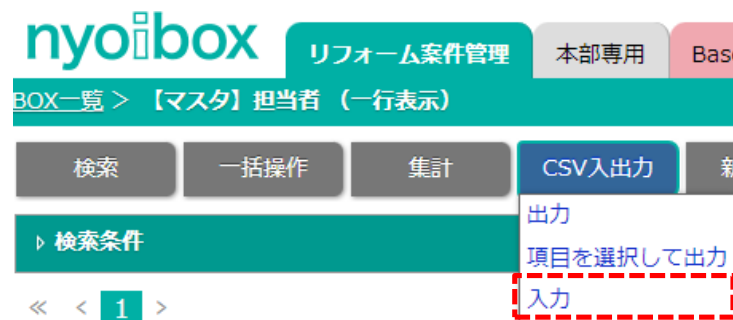 nyoibox リフォーム案件管理 本部専用
BOX一覧 > 【マスタ】担当者 （一行表示）
検索 一括操作 集計 CSV入出力
出力
▷ 検索条件
項目を選択して出力
入力
« < 1 >